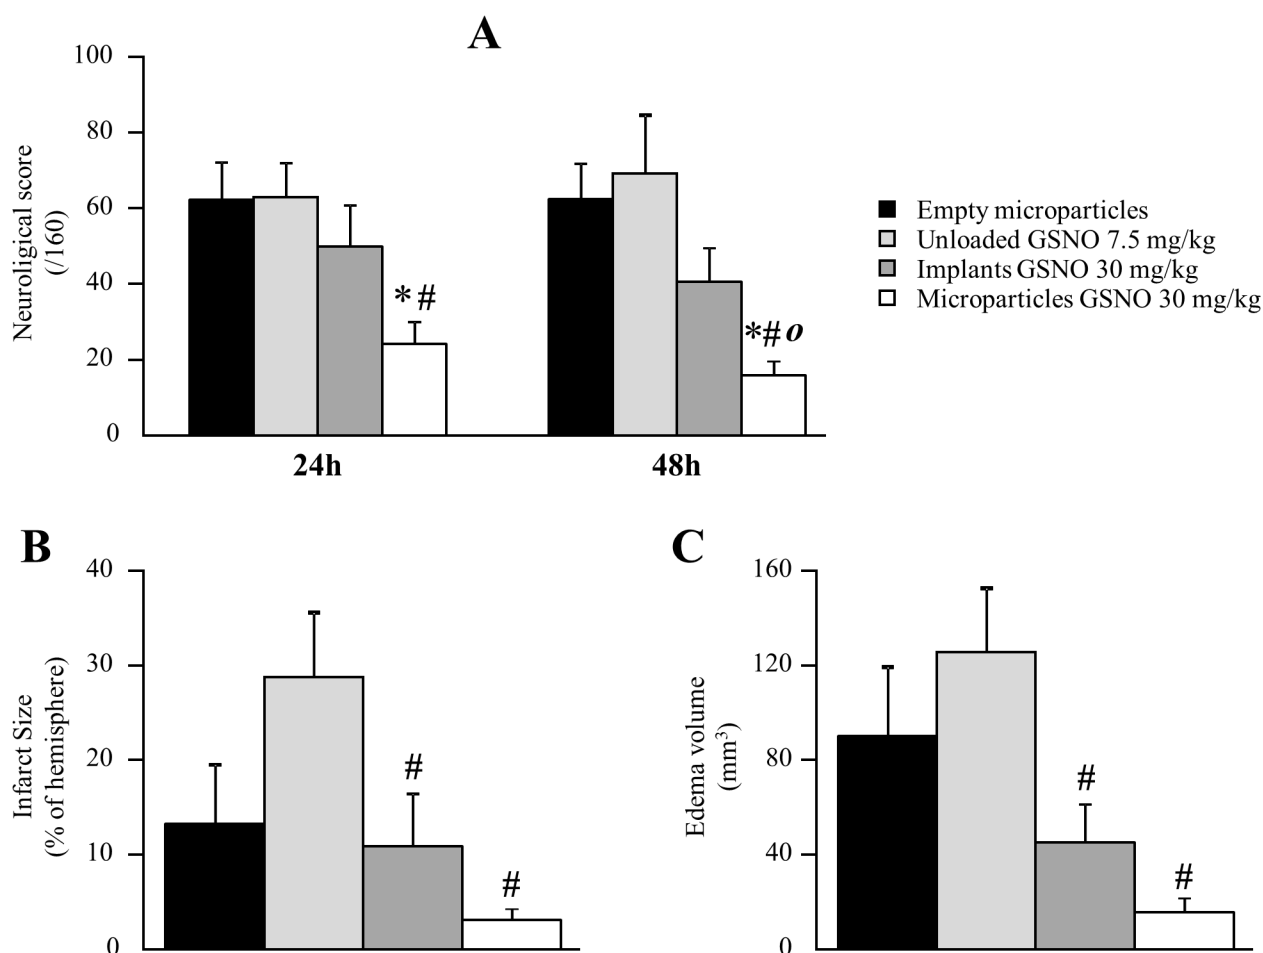 A
100
80
60
40
20
0
Neuroligical score
(/160)
* #
*# o
24h
48h
Empty microparticles
Unloaded GSNO 7.5 mg/kg
Implants GSNO 30 mg/kg
Microparticles GSNO 30 mg/kg
B
40
30
20
10
0
Infarct Size
(% of hemisphere)
#
#
C
160
120
80
40
0
Edema volume
(mm³)
#
#